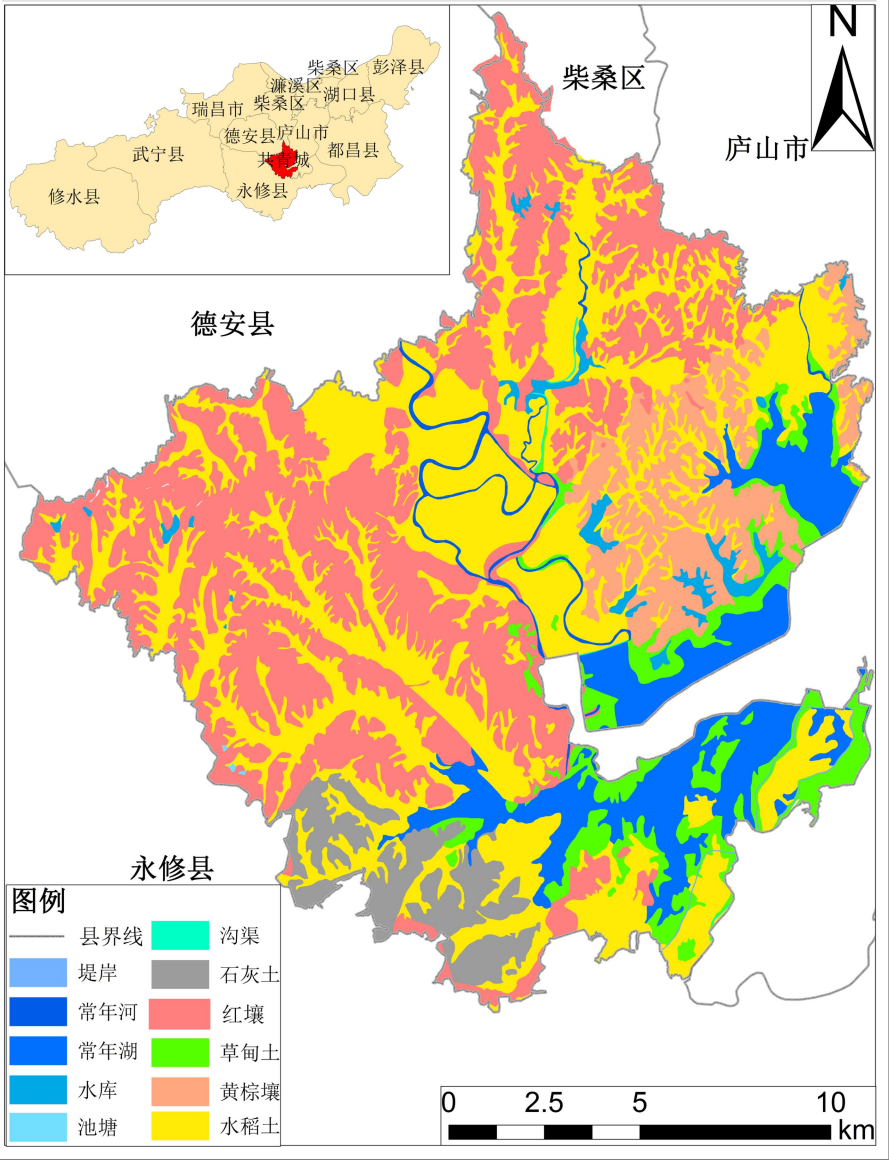 N
柴桑区
彭泽县
濂溪区
柴桑区
湖口县
瑞昌市
德安县
庐山市
武宁县
共青城
都昌县
修水县
永修县
柴桑区
庐山市
德安县
永修县
图例
县界线
沟渠
堤岸
石灰土
常年河
红壤
常年湖
草甸土
水库
黄棕壤
池塘
水稻土
0 2.5 5 10
km